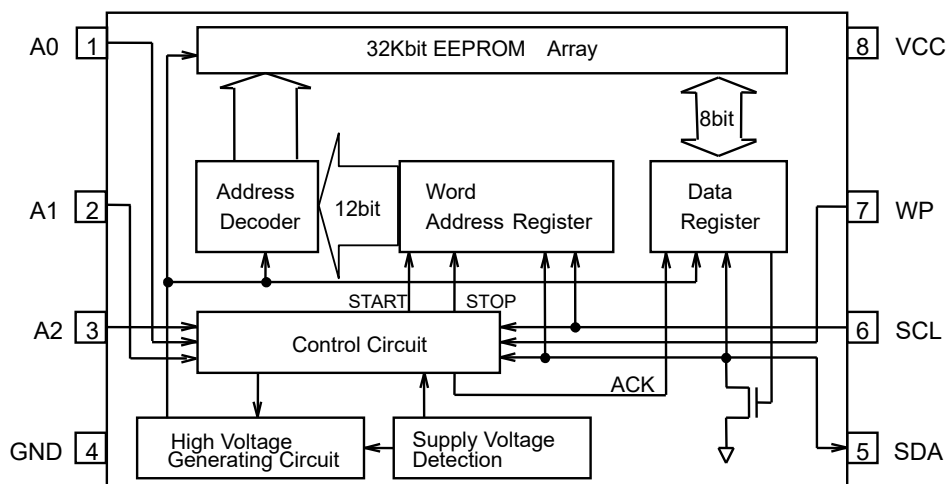 A0 1
32Kbit EEPROM Array
8 VCC
8bit
A1 2
Address
Decoder
12bit
Word
Address Register
Data
Register
7 WP
START
STOP
A2 3
Control Circuit
6 SCL
ACK
GND 4
High Voltage
Generating Circuit
Supply Voltage
Detection
5 SDA